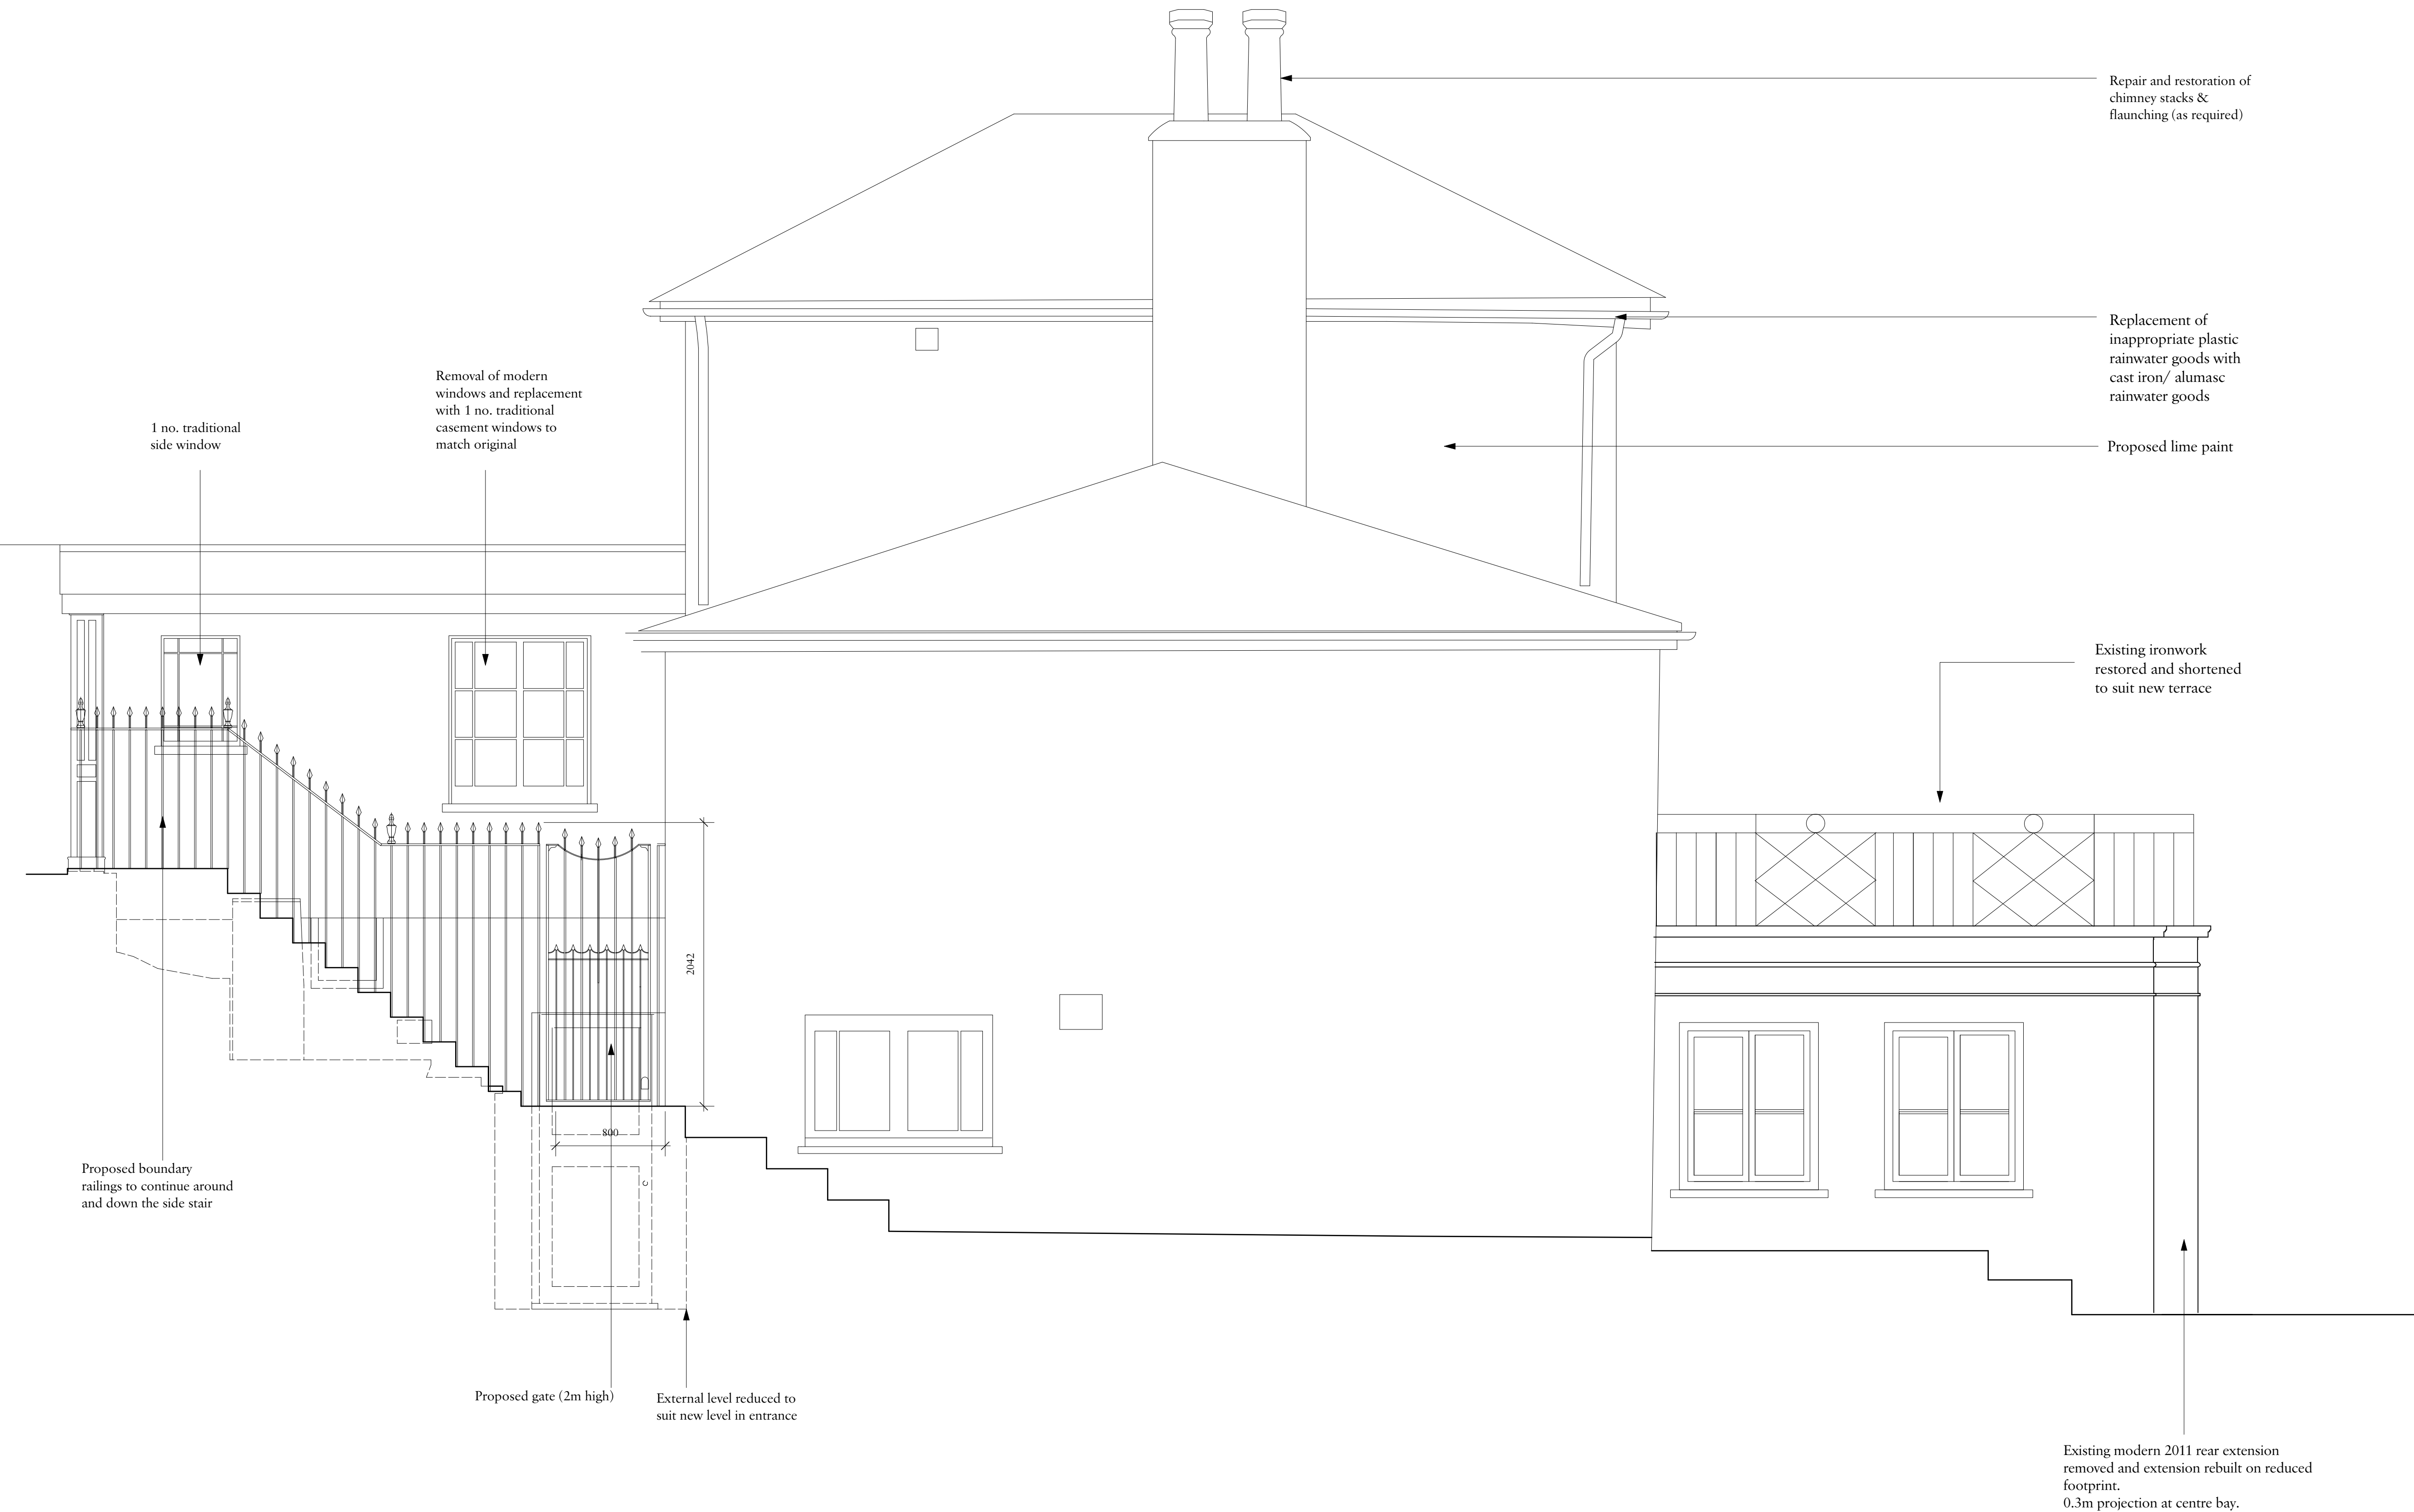 Repair and restoration of
chimney stacks &
flaunching (as required)
Replacement of
inappropriate plastic
rainwater goods with
cast iron/ alumasc
rainwater goods
Removal of modern
windows and replacement
with 1 no. traditional
casement windows to
match original
1 no. traditional
side window
Proposed lime paint
Existing ironwork
restored and shortened
to suit new terrace
2042
800
Proposed boundary
railings to continue around
and down the side stair
Proposed gate (2m high)
External level reduced to
suit new level in entrance
Existing modern 2011 rear extension
removed and extension rebuilt on reduced
footprint.
0.3m projection at centre bay.